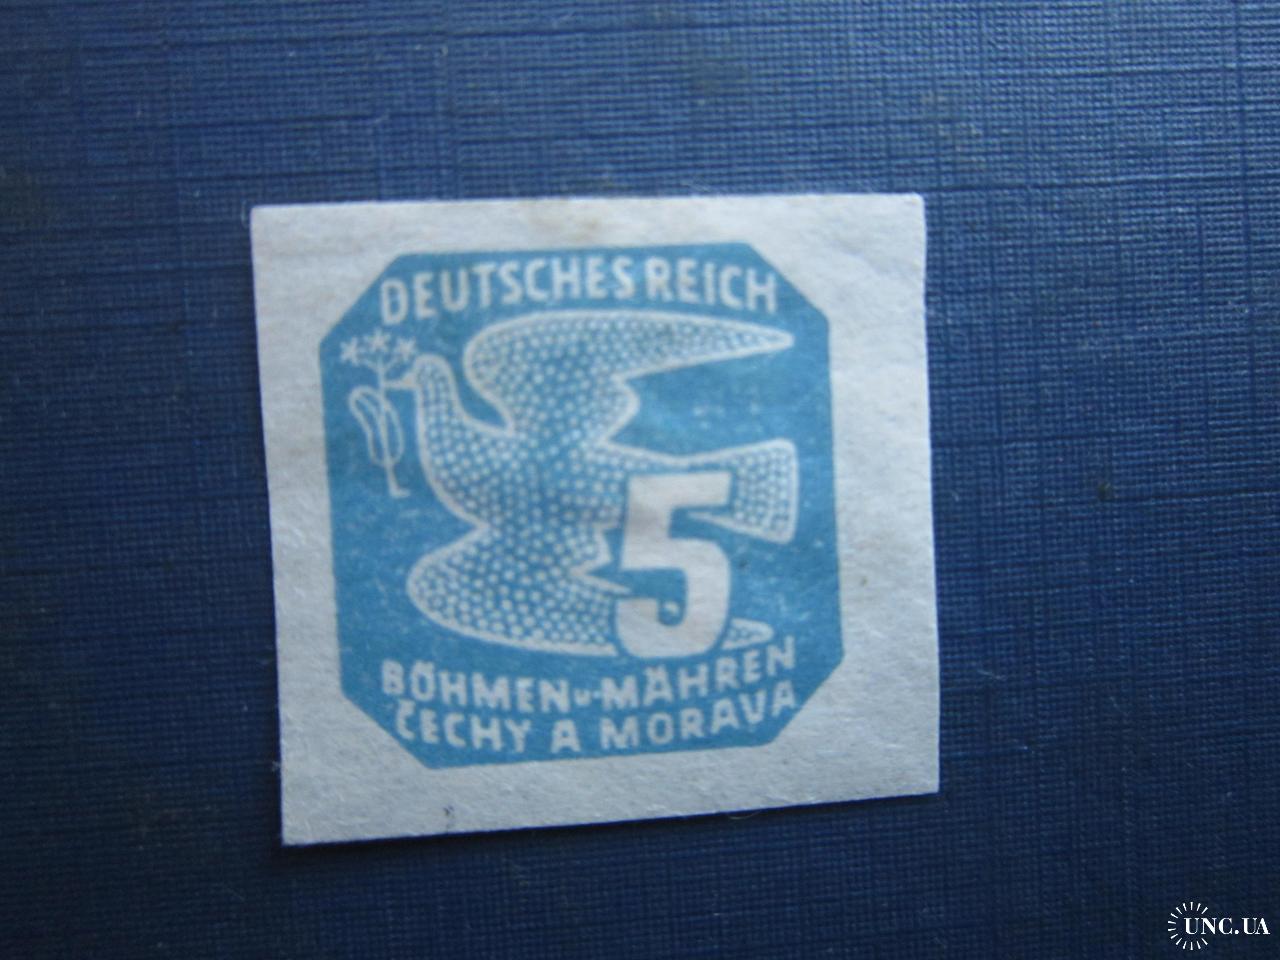 DEUTSCHES REICH
5
BÖHMEN u. MÄHREN
ČECHY A MORAVA
UNC.UA